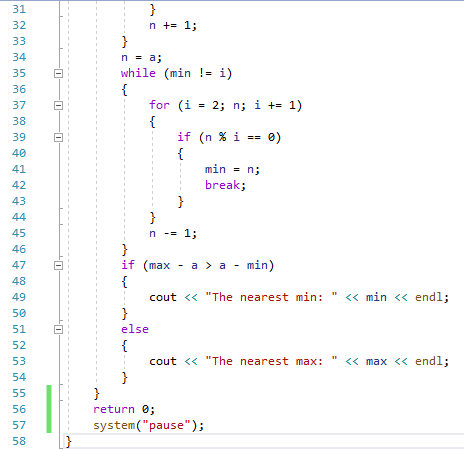 31 }
32 n += 1;
33 }
34 n = a;
35 while (min != i)
36 {
37 for (i = 2; n; i += 1)
38 {
39 if (n % i == 0)
40 {
41 min = n;
42 break;
43 }
44 }
45 n -= 1;
46 }
47 if (max - a > a - min)
48 {
49 cout << "The nearest min: " << min << endl;
50 }
51 else
52 {
53 cout << "The nearest max: " << max << endl;
54 }
55 }
56 return 0;
57 system("pause");
58 }